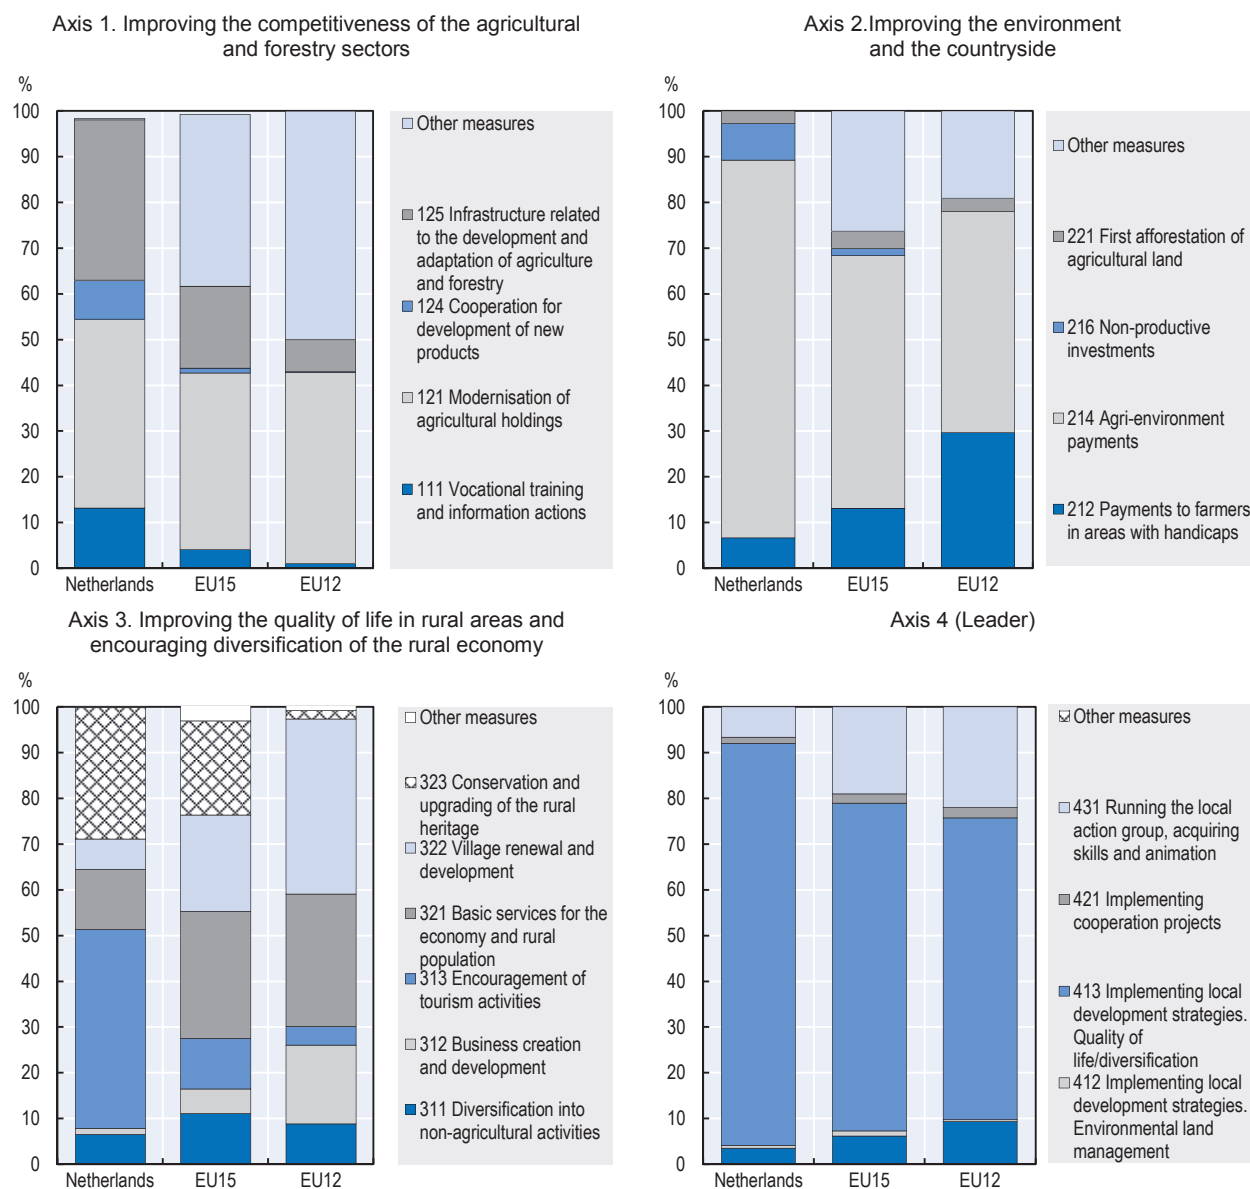 Axis 1. Improving the competitiveness of the agricultural
and forestry sectors
%
100
90
80
70
60
50
40
30
20
10
0
Netherlands
EU15
EU12
Other measures
125 Infrastructure related
to the development and
adaptation of agriculture
and forestry
124 Cooperation for
development of new
products
121 Modernisation of
agricultural holdings
111 Vocational training
and information actions
Axis 2.Improving the environment
and the countryside
%
100
90
80
70
60
50
40
30
20
10
0
Netherlands
EU15
EU12
Other measures
221 First afforestation of
agricultural land
216 Non-productive
investments
214 Agri-environment
payments
212 Payments to farmers
in areas with handicaps
Axis 3. Improving the quality of life in rural areas and
encouraging diversification of the rural economy
%
100
90
80
70
60
50
40
30
20
10
0
Netherlands
EU15
EU12
Other measures
323 Conservation and
upgrading of the rural
heritage
322 Village renewal and
development
321 Basic services for the
economy and rural
population
313 Encouragement of
tourism activities
312 Business creation
and development
311 Diversification into
non-agricultural activities
Axis 4 (Leader)
%
100
90
80
70
60
50
40
30
20
10
0
Netherlands
EU15
EU12
Other measures
431 Running the local
action group, acquiring
skills and animation
421 Implementing
cooperation projects
413 Implementing local
development strategies.
Quality of
life/diversification
412 Implementing local
development strategies.
Environmental land
management